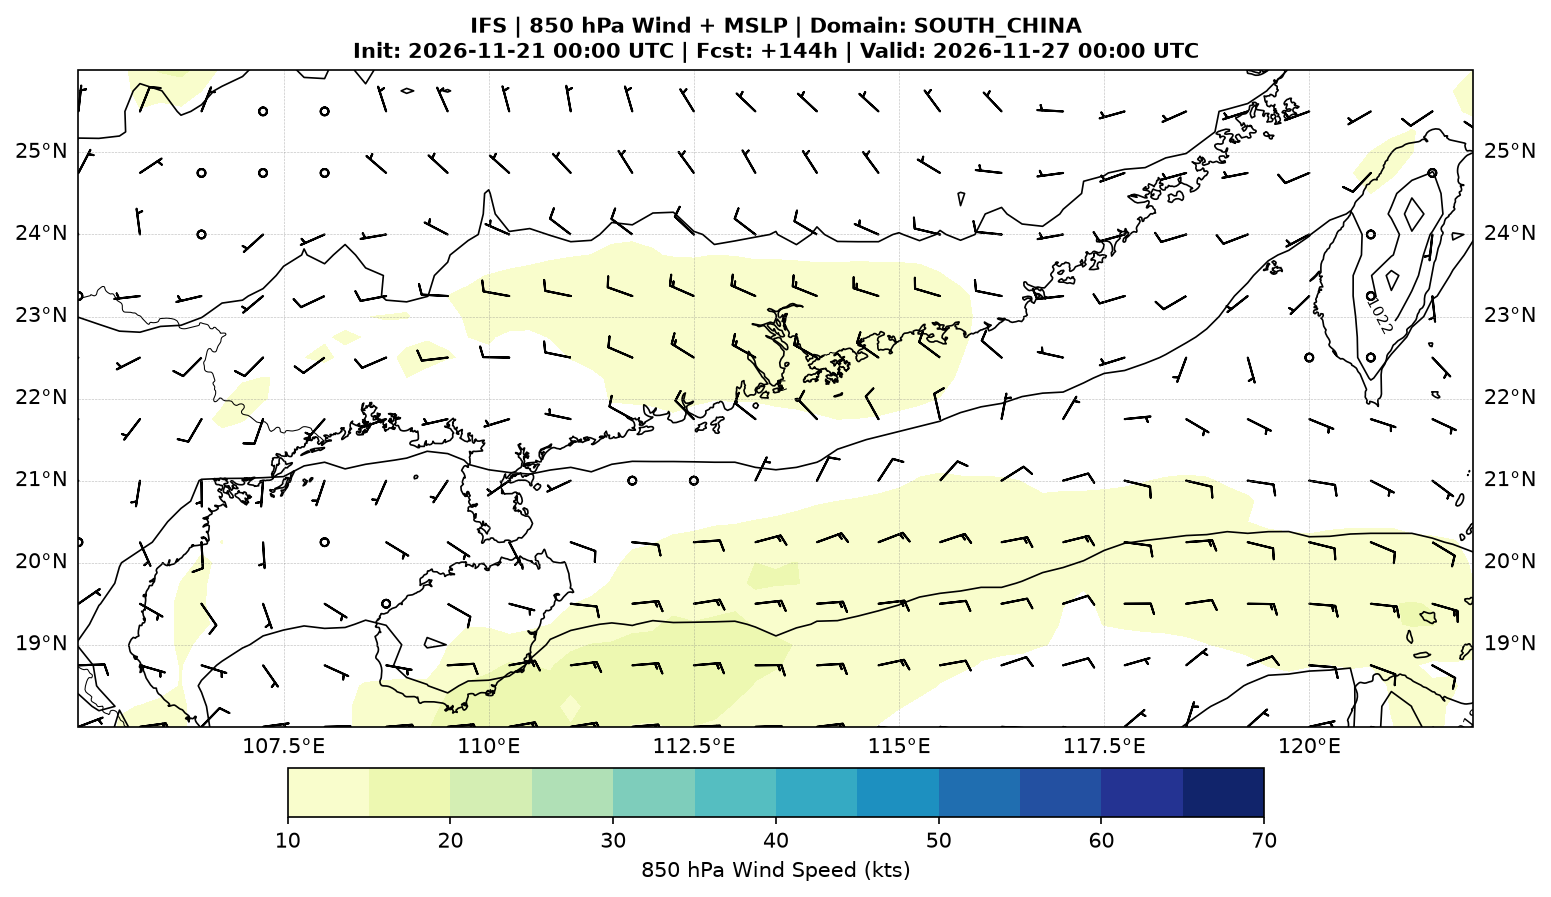 IFS | 850 hPa Wind + MSLP | Domain: SOUTH_CHINA
Init: 2026-11-21 00:00 UTC | Fcst: +144h | Valid: 2026-11-27 00:00 UTC
25°N 25°N
24°N 24°N
23°N 23°N
1022
22°N 22°N
21°N 21°N
20°N 20°N
19°N 19°N
107.5°E 110°E 112.5°E 115°E 117.5°E 120°E
10 20 30 40 50 60 70
850 hPa Wind Speed (kts)